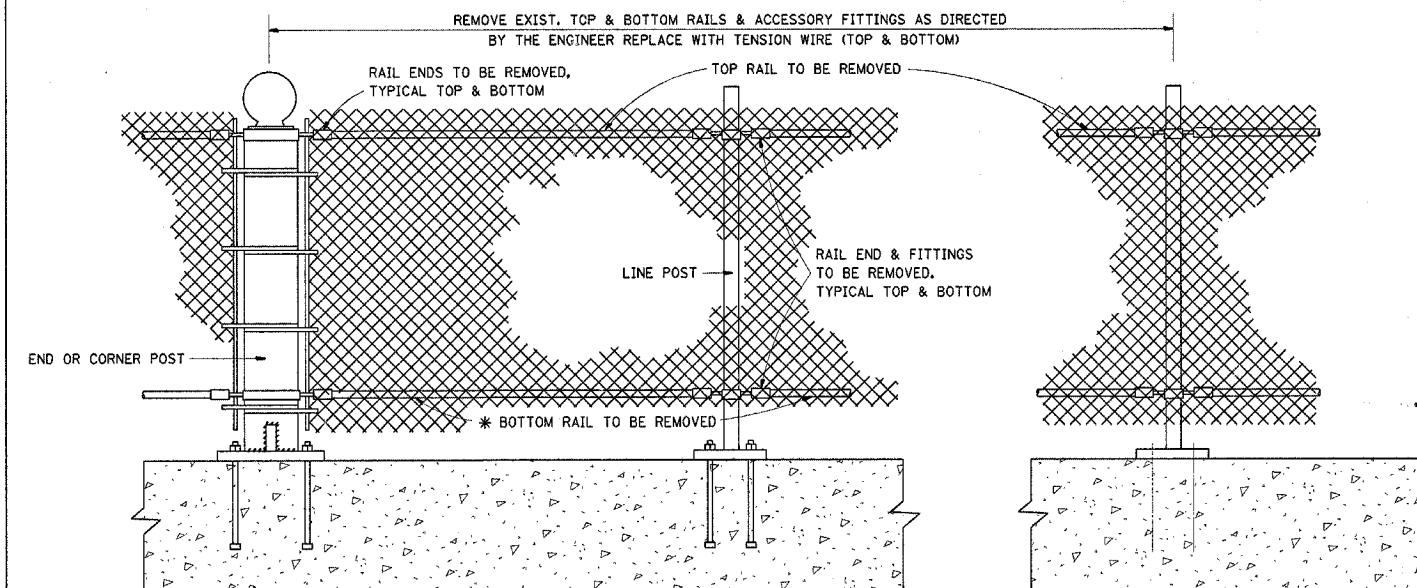 REMOVE EXIST. TOP & BOTTOM RAILS & ACCESSORY FITTINGS AS DIRECTED
BY THE ENGINEER REPLACE WITH TENSION WIRE (TOP & BOTTOM)
RAIL ENDS TO BE REMOVED,
TYPICAL TOP & BOTTOM
TOP RAIL TO BE REMOVED
LINE POST
RAIL END & FITTINGS
TO BE REMOVED.
TYPICAL TOP & BOTTOM
END OR CORNER POST
* BOTTOM RAIL TO BE REMOVED